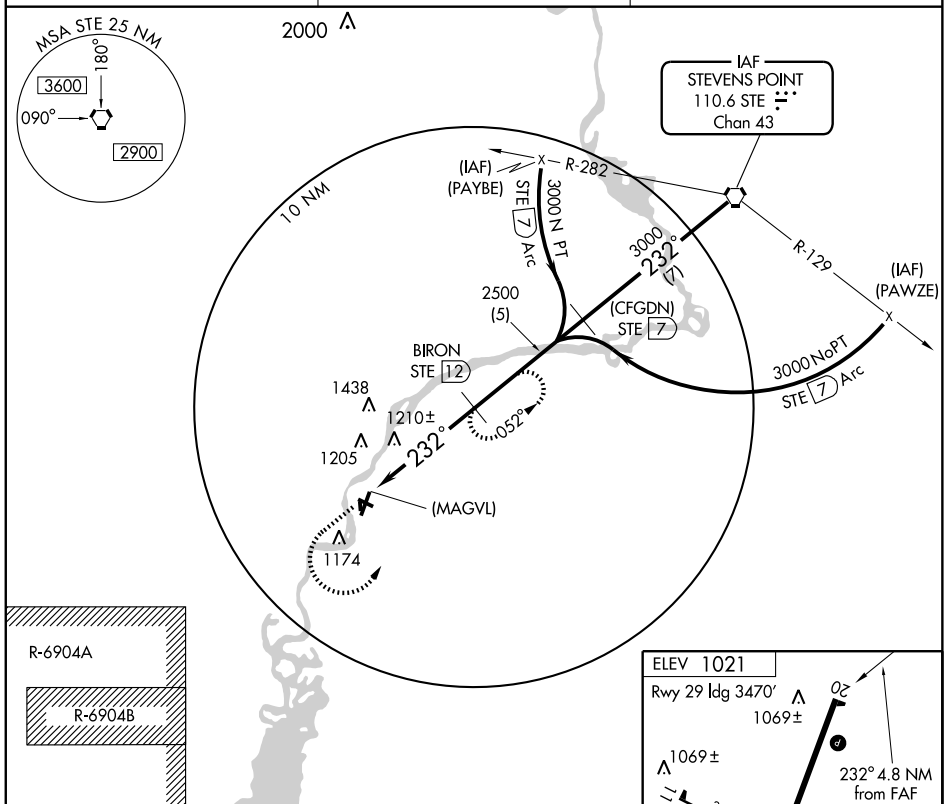 MSA STE 25 NM
180°
3600
090°
2900
2000
IAF
STEVENS POINT
110.6 STE
Chan 43
(IAF)
(PAYBE)
R-282
10 NM
3000 N PT
STE 7 Arc
3000
232°
(7)
R-129
(IAF)
(PAWZE)
2500
(5)
(CFGDN)
STE 7
BIRON
STE 12
3000 NoPT
STE 7 Arc
1438
1210±
1205
232°
052°
(MAGVL)
1174
R-6904A
R-6904B
ELEV 1021
Rwy 29 ldg 3470'
1069±
20
P
1069±
232° 4.8 NM
from FAF
11